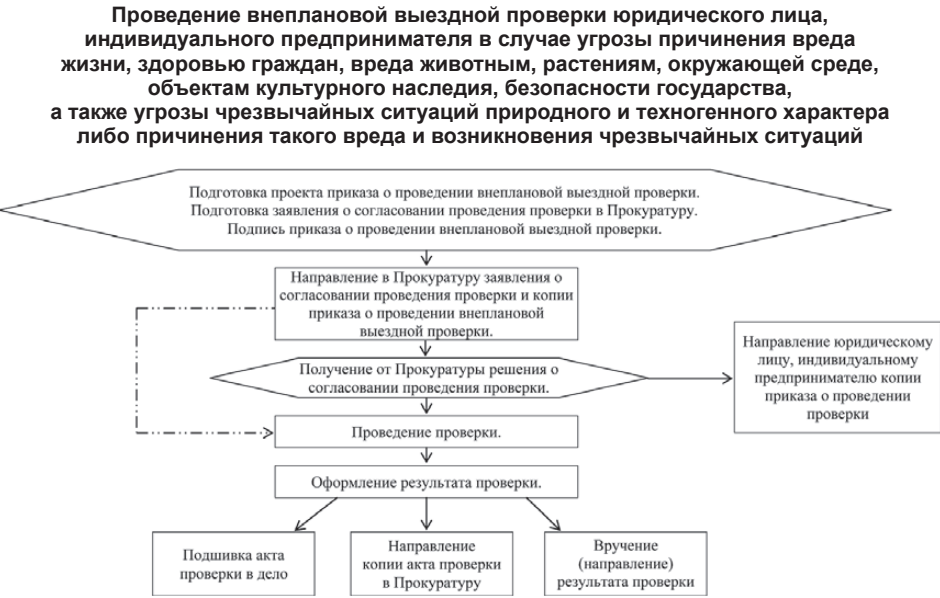 Проведение внеплановой выездной проверки юридического лица,
индивидуального предпринимателя в случае угрозы причинения вреда
жизни, здоровью граждан, вреда животным, растениям, окружающей среде,
объектам культурного наследия, безопасности государства,
а также угрозы чрезвычайных ситуаций природного и техногенного характера
либо причинения такого вреда и возникновения чрезвычайных ситуаций
Подготовка проекта приказа о проведении внеплановой выездной проверки.
Подготовка заявления о согласовании проведения проверки в Прокуратуру.
Подпись приказа о проведении внеплановой выездной проверки.
Направление в Прокуратуру заявления о
согласовании проведения проверки и копии
приказа о проведении внеплановой
выездной проверки.
Получение от Прокуратуры решения о
согласовании проведения проверки.
Направление юридическому
лицу, индивидуальному
предпринимателю копии
приказа о проведении
проверки
Проведение проверки.
Оформление результата проверки.
Подшивка акта
проверки в дело
Направление
копии акта проверки
в Прокуратуру
Вручение
(направление)
результата проверки